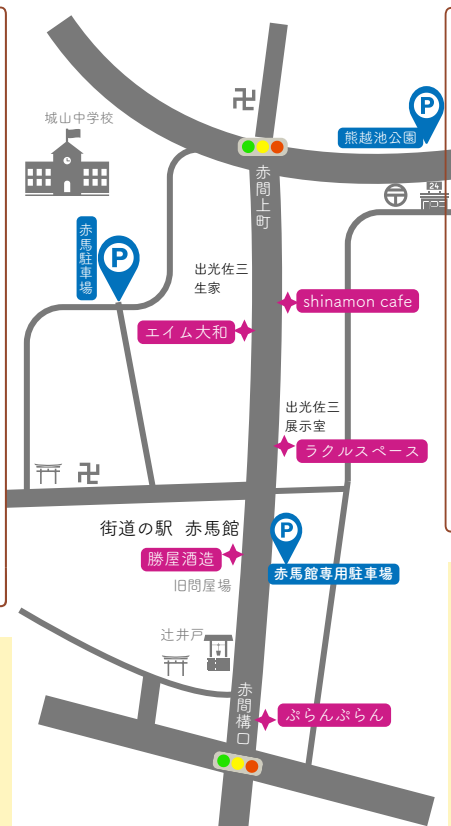 城山中学校
P
熊越池公園
24
赤間上町
赤馬駐車場
P
出光佐三
生家
shinamon cafe
エイム大和
出光佐三
展示室
ラクルスペース
街道の駅 赤馬館
P
勝屋酒造
赤馬館専用駐車場
旧問屋場
辻井戸
赤間構口
ぷらんぷらん